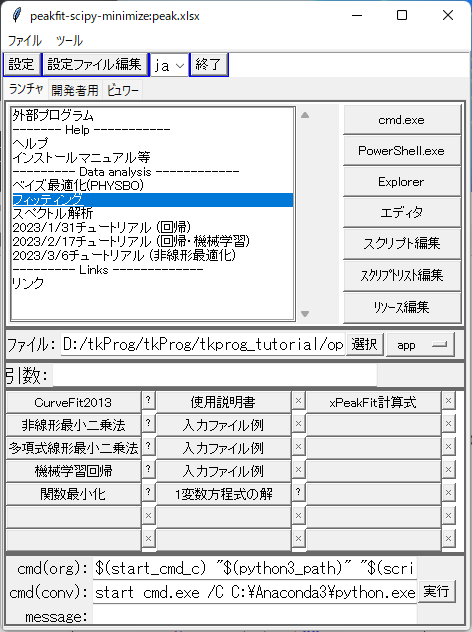 peakfit-scipy-minimize:peak.xlsx
ファイル ツール
設定 設定ファイル編集 ja 終了
ランチャ 開発者用 ビュワー
外部プログラム
------- Help -----------
ヘルプ
インストールマニュアル等
--------- Data analysis ------------
ベイズ最適化(PHYSBO)
フィッティング
スペクトル解析
2023/1/31チュートリアル (回帰)
2023/2/17チュートリアル (回帰・機械学習)
2023/3/6チュートリアル (非線形最適化)
--------- Links -------------
リンク
cmd.exe
PowerShell.exe
Explorer
エディタ
スクリプト編集
スクリプトリスト編集
リソース編集
ファイル: D:/tkProg/tkProg/tkprog_tutorial/op 選択 app
引数:
CurveFit2013 ? 使用説明書 × xPeakFit計算式 ×
非線形最小二乗法 ? 入力ファイル例 × ×
多項式線形最小二乗法 ? 入力ファイル例 × ×
機械学習回帰 ? 入力ファイル例 × ×
関数最小化 ? 1変数方程式の解 ? ×
× × ×
× × ×
cmd(org): $(start_cmd_c) "$(python3_path)" "$(scri
cmd(conv): start cmd.exe /C C:¥Anaconda3¥python.exe 実行
message: